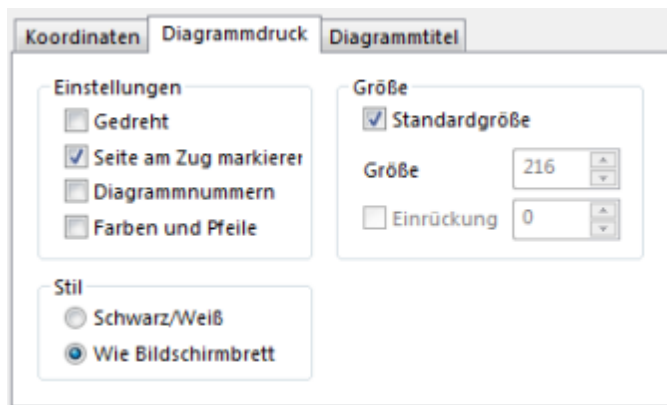 Koordinaten Diagrammdruck Diagrammtitel
Einstellungen
Gedreht
Seite am Zug markierer
Diagrammnummern
Farben und Pfeile
Größe
Standardgröße
Größe 216
Einrückung 0
Stil
Schwarz/Weiß
Wie Bildschirmbrett